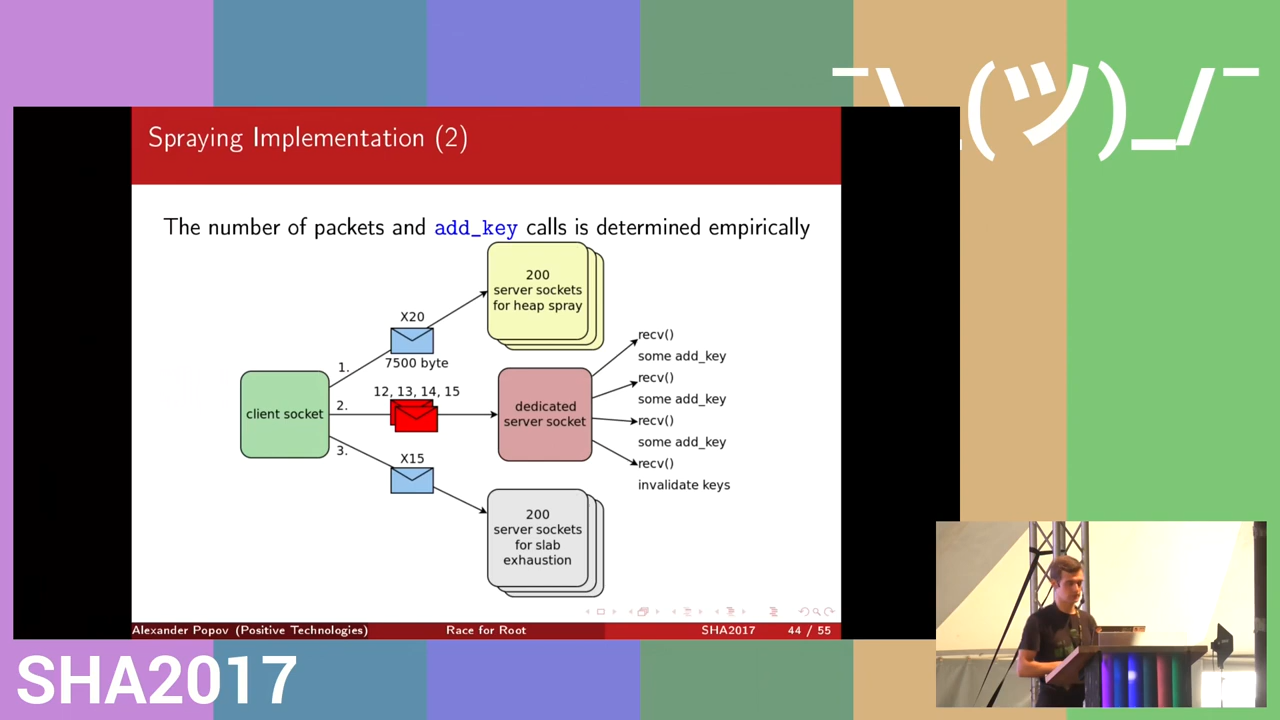 ¯\_(ツ)_/¯
Spraying Implementation (2)
The number of packets and add_key calls is determined empirically
200
server sockets
for heap spray
X20
7500 byte
1.
recv()
some add_key
recv()
some add_key
recv()
some add_key
recv()
invalidate keys
12, 13, 14, 15
2.
client socket
dedicated
server socket
3.
X15
200
server sockets
for slab
exhaustion
Alexander Popov (Positive Technologies)
Race for Root
SHA2017
44 / 55
SHA2017